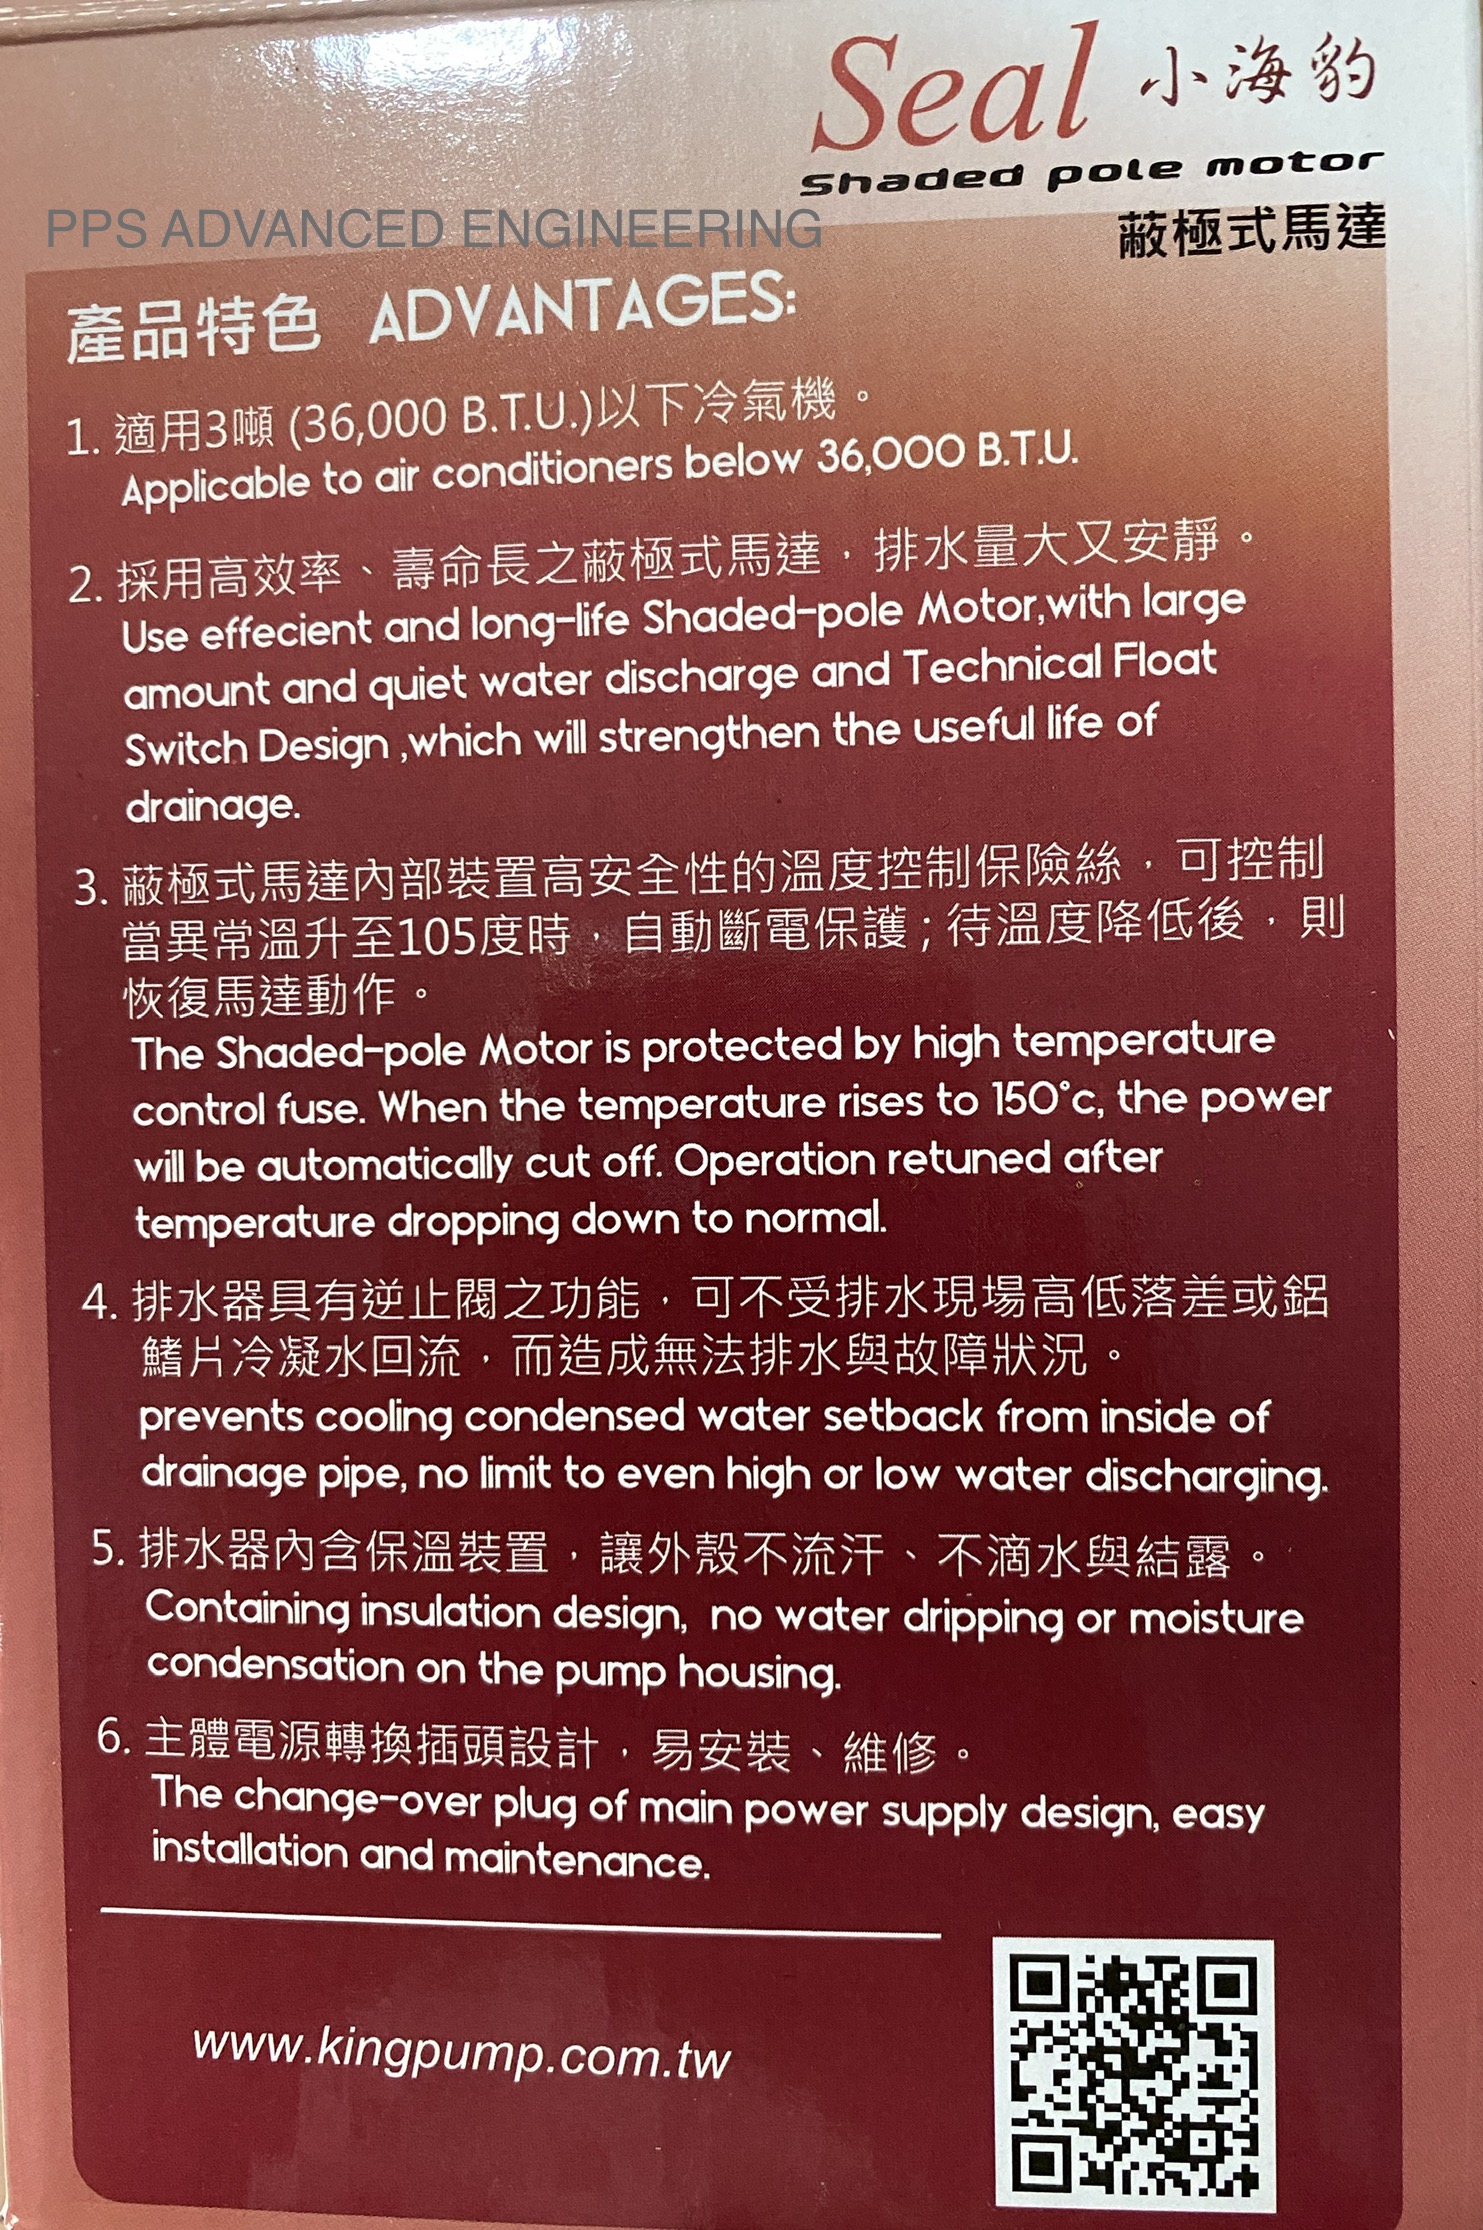 Seal 小海豹
Shaded pole motor
PPS ADVANCED ENGINEERING
蔽極式馬達
產品特色 ADVANTAGES:
1. 適用3噸 (36,000 B.T.U.)以下冷氣機。
Applicable to air conditioners below 36,000 B.T.U.
2. 採用高效率、壽命長之蔽極式馬達，排水量大又安靜。
Use effecient and long-life Shaded-pole Motor,with large
amount and quiet water discharge and Technical Float
Switch Design ,which will strengthen the useful life of
drainage.
3. 蔽極式馬達內部裝置高安全性的溫度控制保險絲，可控制
當異常溫升至105度時，自動斷電保護；待溫度降低後，則
恢復馬達動作。
The Shaded-pole Motor is protected by high temperature
control fuse. When the temperature rises to 150°c, the power
will be automatically cut off. Operation retuned after
temperature dropping down to normal.
4. 排水器具有逆止閥之功能，可不受排水現場高低落差或鋁
鰭片冷凝水回流，而造成無法排水與故障狀況。
prevents cooling condensed water setback from inside of
drainage pipe, no limit to even high or low water discharging.
5. 排水器內含保溫裝置，讓外殼不流汗、不滴水與結露。
Containing insulation design, no water dripping or moisture
condensation on the pump housing.
6. 主體電源轉換插頭設計，易安裝、維修。
The change-over plug of main power supply design, easy
installation and maintenance.
www.kingpump.com.tw